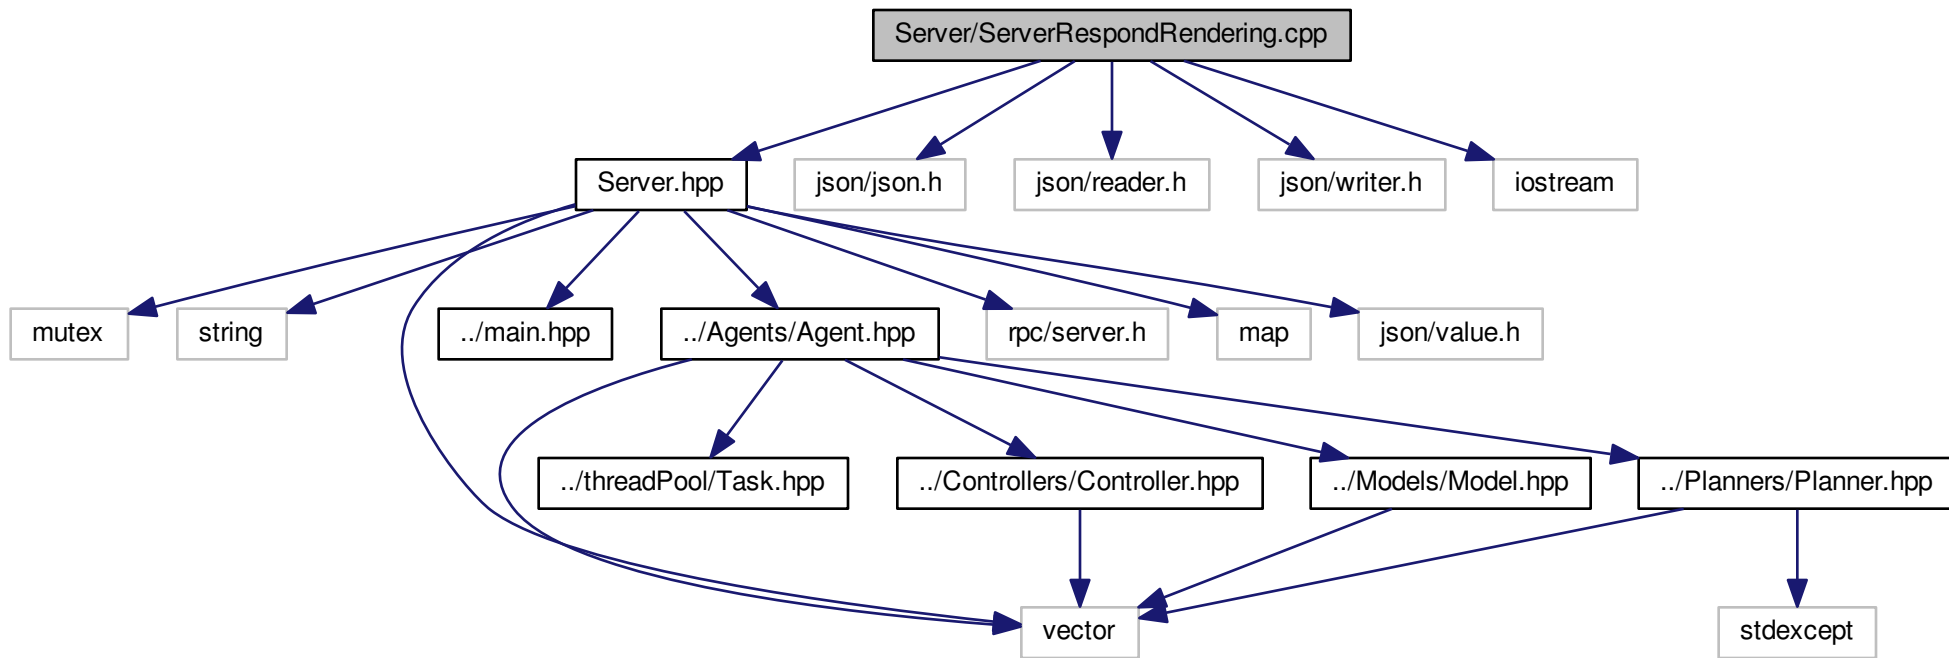 Server/ServerRespondRendering.cpp
Server.hpp
json/json.h
json/reader.h
json/writer.h
iostream
mutex
string
../main.hpp
../Agents/Agent.hpp
rpc/server.h
map
json/value.h
../threadPool/Task.hpp
../Controllers/Controller.hpp
../Models/Model.hpp
../Planners/Planner.hpp
vector
stdexcept